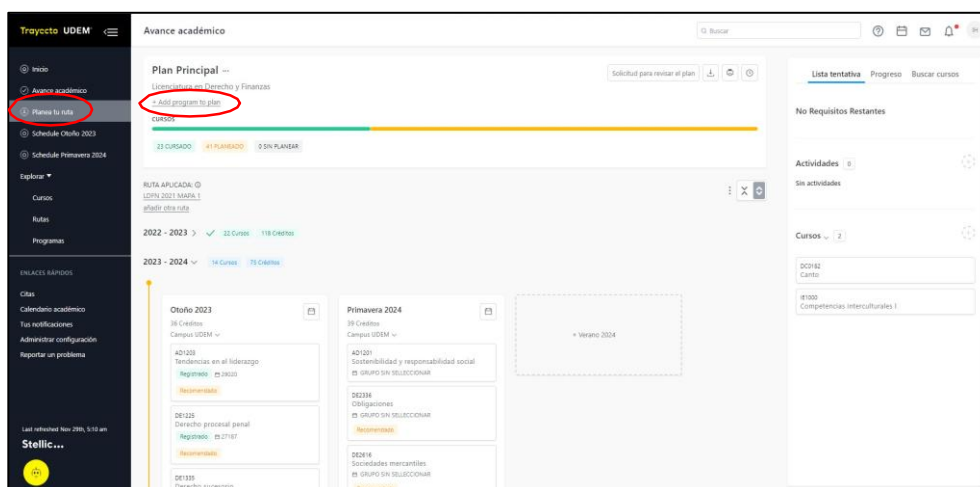 Trayecto UDEM
Inicio
Avance académico
Planea tu ruta
Schedule Otoño 2023
Schedule Primavera 2024
Explorar
Cursos
Rutas
Programas
ENLACES RÁPIDOS
Citas
Calendario académico
Tus notificaciones
Administrar configuración
Reportar un problema
Last refreshed Nov 29th, 5:10 am
Stellic...
Avance académico
Buscar
Plan Principal
Licenciatura en Derecho y Finanzas
+ Add program to plan
CURSOS
23 CURSADO 41 PLANEADO 0 SIN PLANEAR
Solicitud para revisar el plan
RUTA APLICADA:
LDFN 2021 MAPA 1
añadir otra ruta
2022 - 2023 22 Cursos 118 Créditos
2023 - 2024 14 Cursos 75 Créditos
Otoño 2023
36 Créditos
Campus UDEM
AD1203
Tendencias en el liderazgo
Registrado 28020
Recomendado
DE1225
Derecho procesal penal
Registrado 27187
Recomendado
DE1335
Derecho sucesorio
Primavera 2024
39 Créditos
Campus UDEM
AD1201
Sostenibilidad y responsabilidad social
GRUPO SIN SELLECCIONAR
DE2336
Obligaciones
GRUPO SIN SELLECCIONAR
Recomendado
DE2616
Sociedades mercantiles
GRUPO SIN SELLECCIONAR
+ Verano 2024
Lista tentativa Progreso Buscar cursos
No Requisitos Restantes
Actividades 0
Sin actividades
Cursos 2
DC0162
Canto
IE1000
Competencias interculturales I